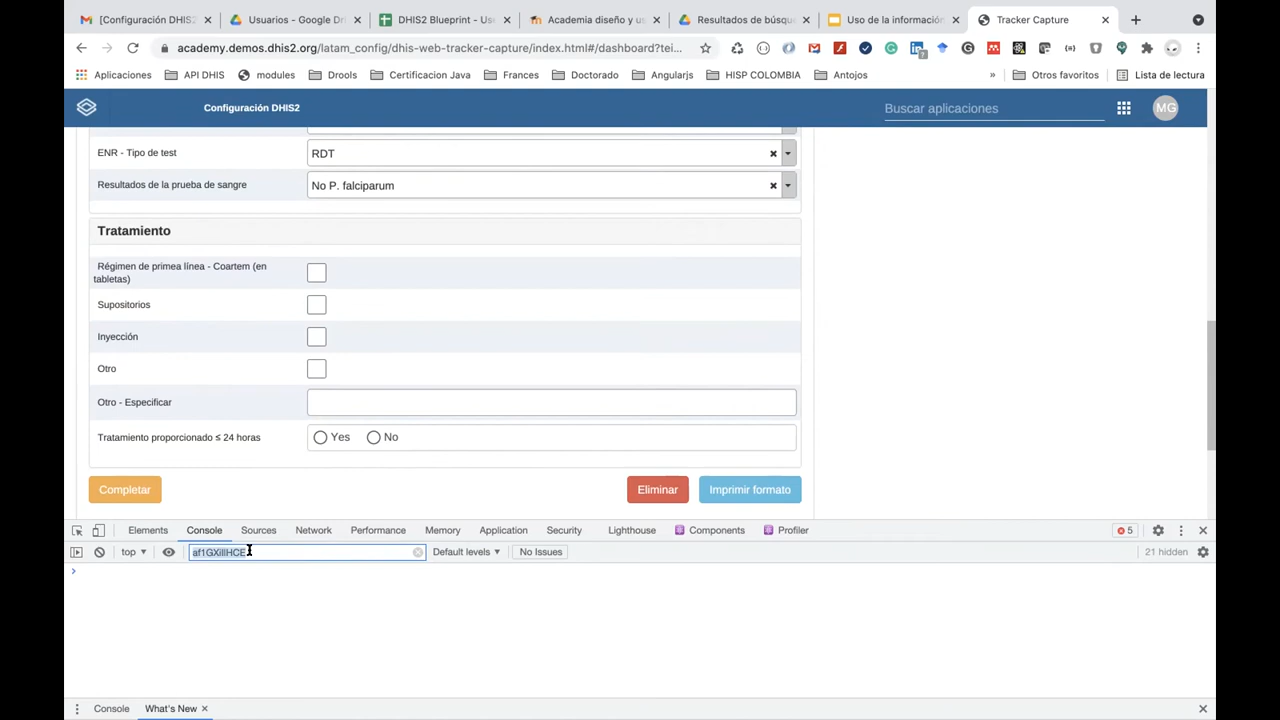 [Configuración DHIS2 Usuarios - Google Dri DHIS2 Blueprint - Use Academia diseño y us Resultados de búsqu Uso de la información Tracker Capture
academy.demos.dhis2.org/latam_config/dhis-web-tracker-capture/index.html#/dashboard?tei...
Aplicaciones API DHIS modules Drools Certificacion Java Frances Doctorado Angularjs HISP COLOMBIA Antojos » Otros favoritos Lista de lectura
Configuración DHIS2 Buscar aplicaciones MG
ENR - Tipo de test RDT
Resultados de la prueba de sangre No P. falciparum
Tratamiento
Régimen de primea línea - Coartem (en
tabletas)
Supositorios
Inyección
Otro
Otro - Especificar
Tratamiento proporcionado ≤ 24 horas Yes No
Completar Eliminar Imprimir formato
Elements Console Sources Network Performance Memory Application Security Lighthouse Components Profiler 5
top Default levels No Issues 21 hidden
>
Console What's New